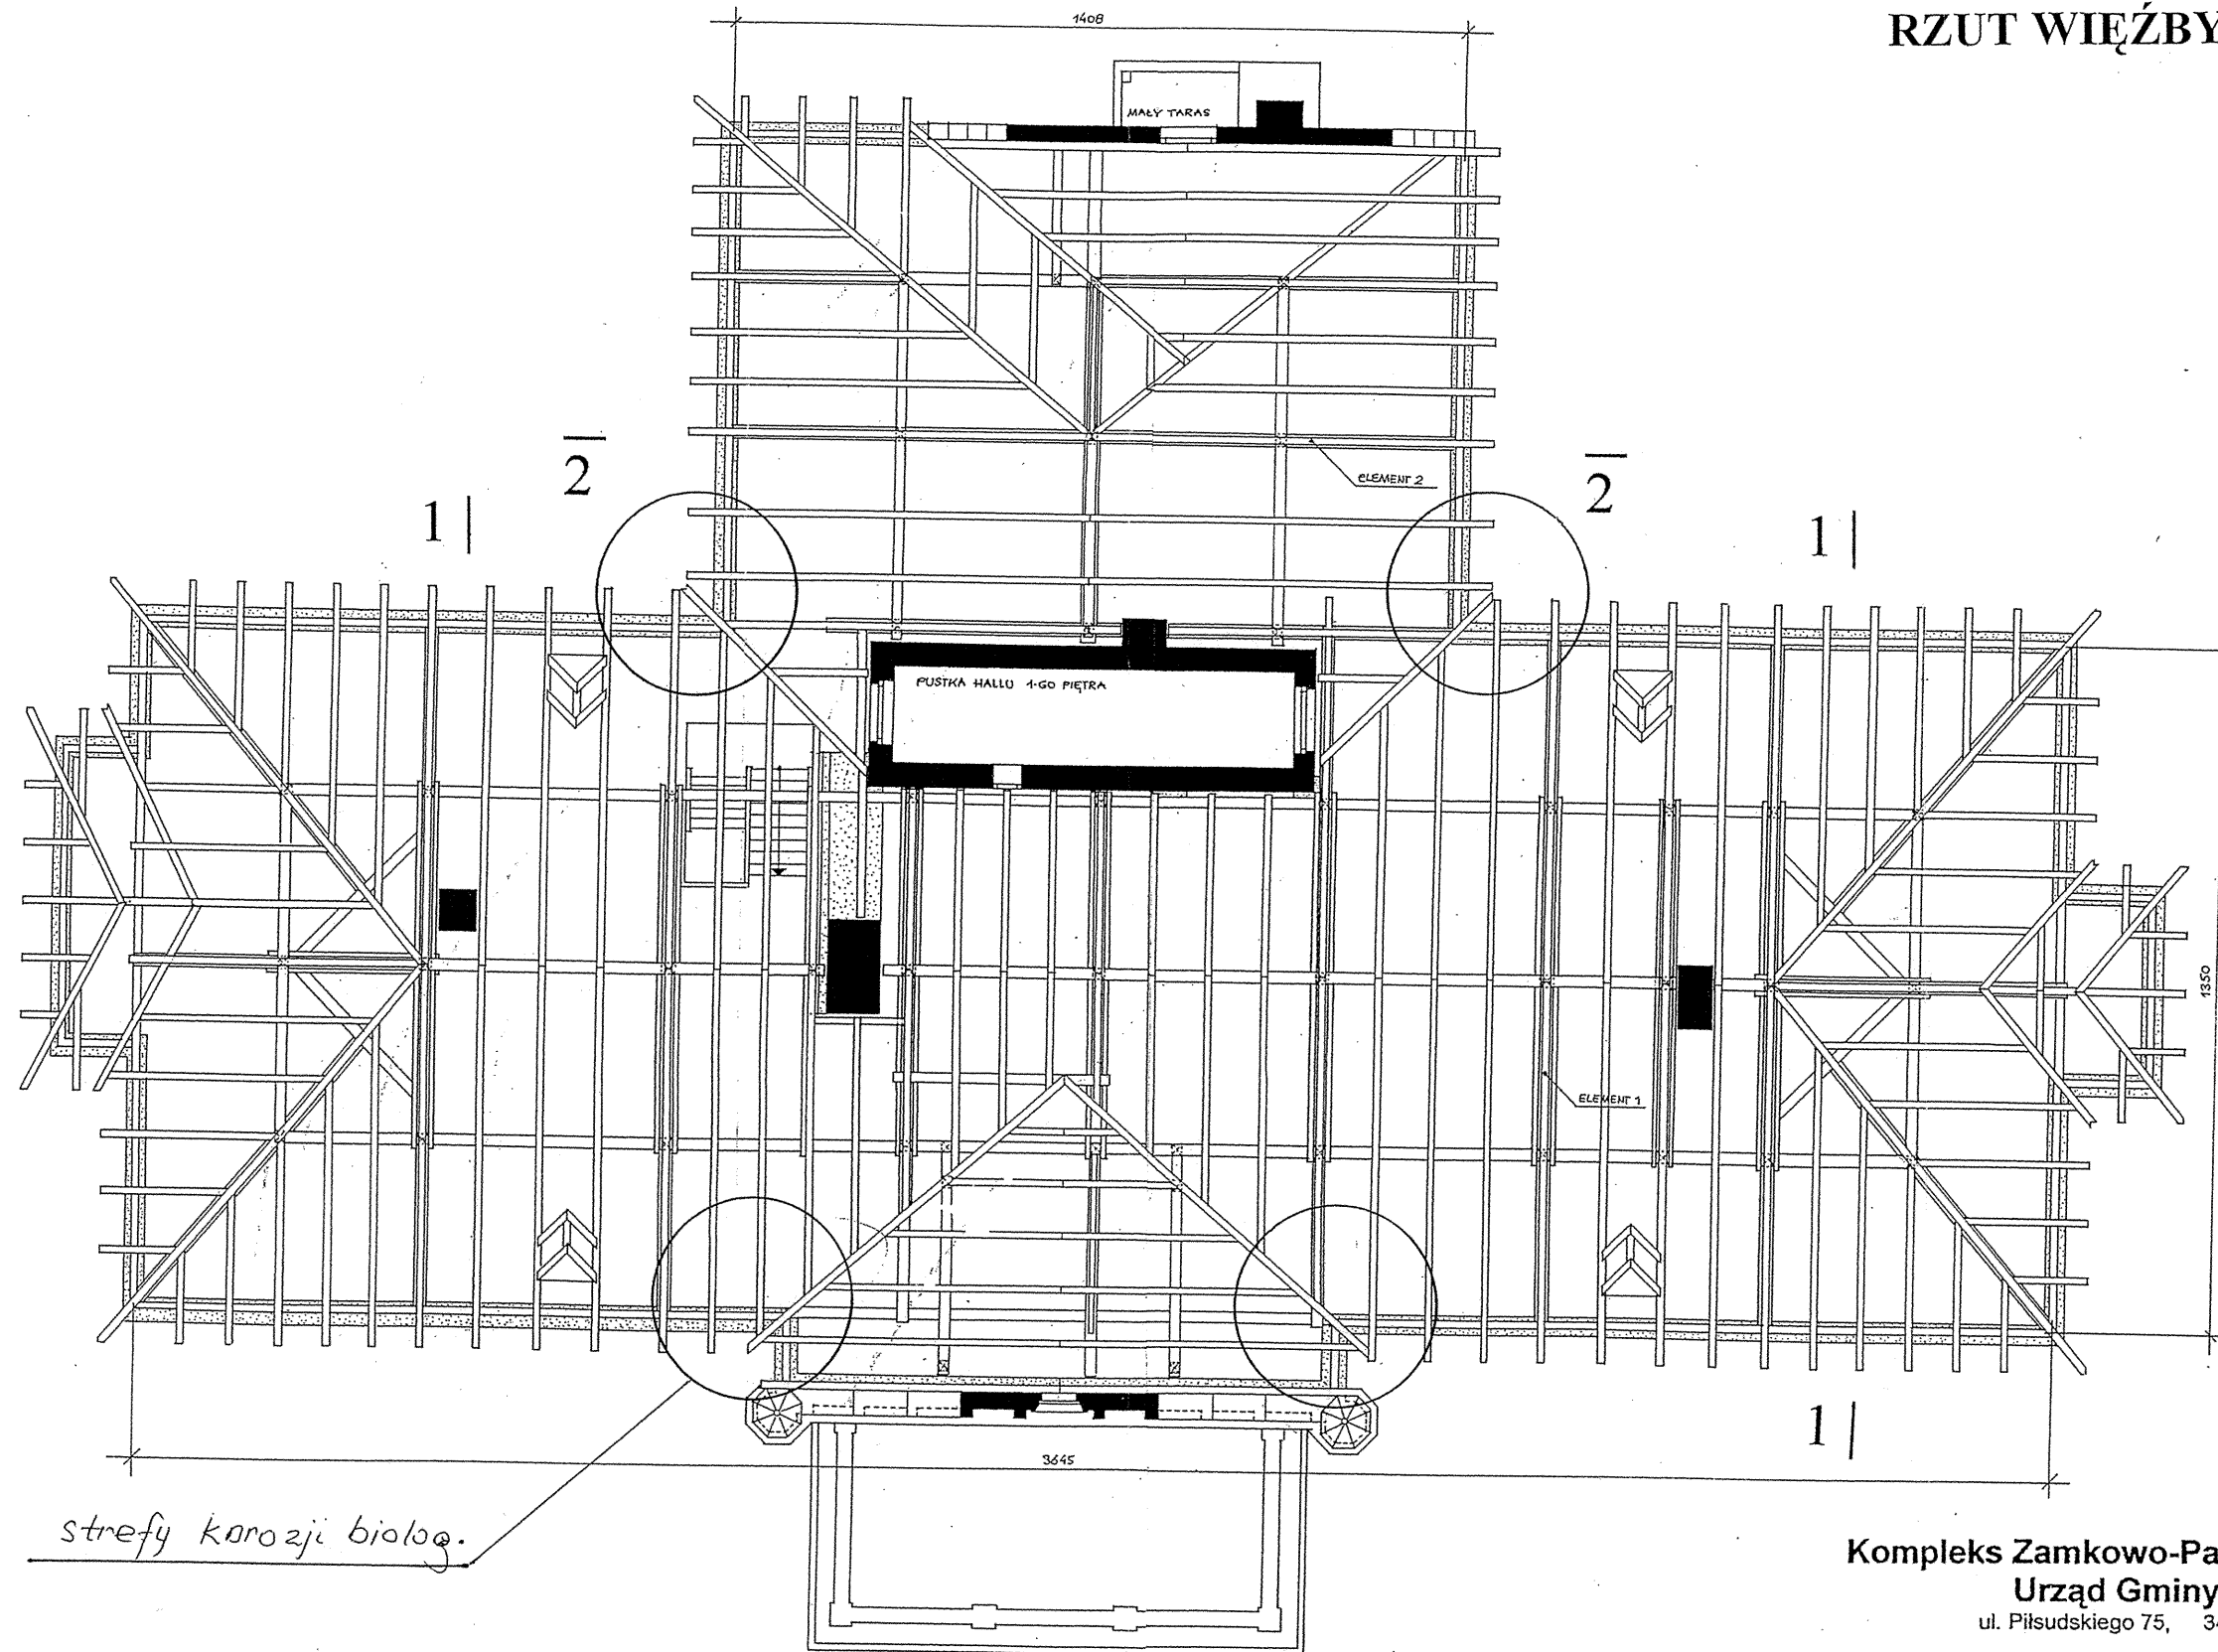 RZUT WIĘŹBY
1408
MAŁY TARAS
2
2
ELEMENT 2
1
1
PUSTKA HALLU 1-GO PIĘTRA
1350
ELEMENT 1
1
3645
strefy korozji biolog.
Kompleks Zamkowo-Pa
Urząd Gminy
ul. Piłsudskiego 75, 34